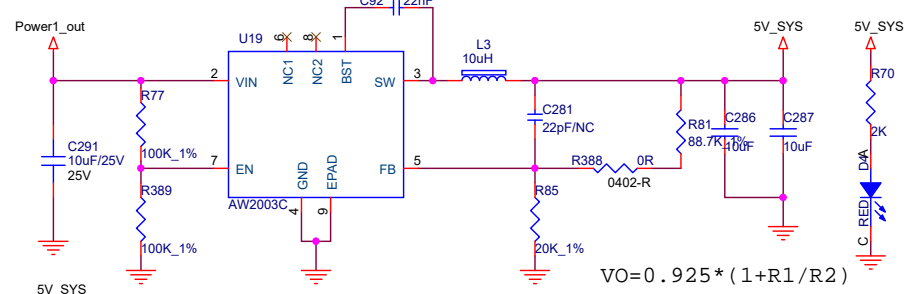 C92 22nF
Power1_out
5V_SYS
5V_SYS
U19
6
8
1
NC1
NC2
BST
L3
10uH
2
VIN
SW
3
R70
R77
C281
22pF/NC
R81
88.7K_1%
C286
10uF
C287
10uF
2K
C291
10uF/25V
25V
100K_1%
7
EN
FB
5
R388
0R
0402-R
D4
A
R389
GND
EPAD
AW2003C
4
9
R85
RED
C
100K_1%
20K_1%
VO=0.925*(1+R1/R2)
5V_SYS